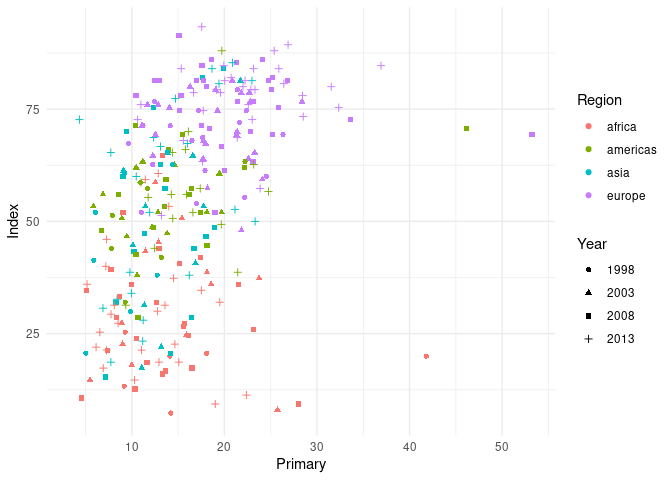 Index
75
50
25
10
20
30
40
50
Primary
Region
africa
americas
asia
europe
Year
1998
2003
2008
2013